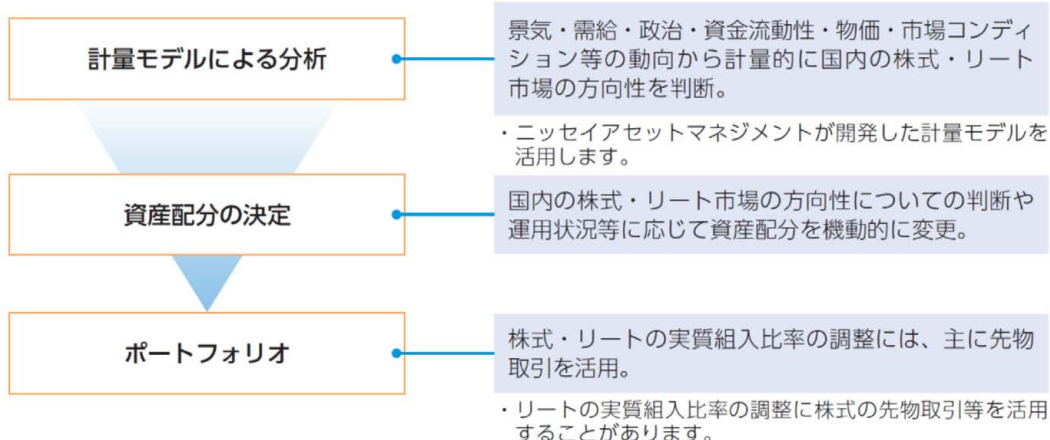 計量モデルによる分析
景気・需給・政治・資金流動性・物価・市場コンディ
ション等の動向から計量的に国内の株式・リート
市場の方向性を判断。
・ニッセイアセットマネジメントが開発した計量モデルを
活用します。
資産配分の決定
国内の株式・リート市場の方向性についての判断や
運用状況等に応じて資産配分を機動的に変更。
ポートフォリオ
株式・リートの実質組入比率の調整には、主に先物
取引を活用。
・リートの実質組入比率の調整に株式の先物取引等を活用
することがあります。